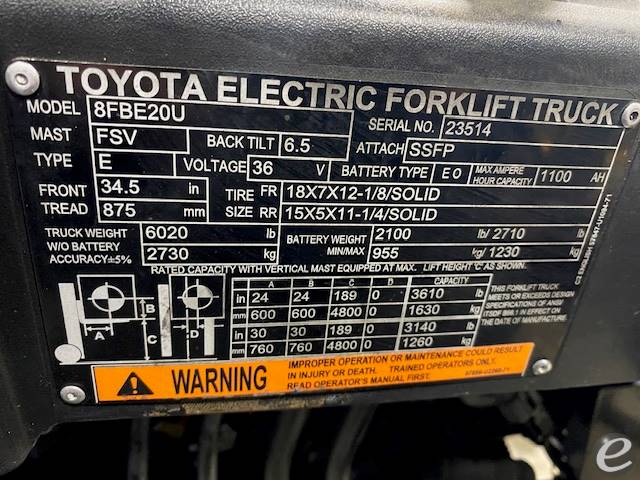 TOYOTA ELECTRIC FORKLIFT TRUCK
MODEL 8FBE20U SERIAL NO. 23514
MAST FSV BACK TILT 6.5 ATTACH SSFP
TYPE E VOLTAGE 36 V BATTERY TYPE E O MAX AMPERE HOUR CAPACITY 1100 AH
FRONT 34.5 in TIRE FR 18X7X12-1/8/SOLID
TREAD 875 mm SIZE RR 15X5X11-1/4/SOLID
TRUCK WEIGHT 6020 lb BATTERY WEIGHT 2100 lb/ 2710 lb
W/O BATTERY ACCURACY±5% 2730 kg MIN/MAX 955 kg/ 1230 kg
RATED CAPACITY WITH VERTICAL MAST EQUIPPED AT MAX. LIFT HEIGHT 'C' AS SHOWN.
A B C D CAPACITY
in 24 24 189 0 3610 lb
mm 600 600 4800 0 1630 kg
in 30 30 189 0 3140 lb
mm 760 760 4800 0 1260 kg
A B C D
THIS FORKLIFT TRUCK
MEETS OR EXCEEDS DESIGN
SPECIFICATIONS OF ANSI
ITSDF B56.1 IN EFFECT ON
THE DATE OF MANUFACTURE.
WARNING
IMPROPER OPERATION OR MAINTENANCE COULD RESULT
IN INJURY OR DEATH. TRAINED OPERATORS ONLY.
READ OPERATOR'S MANUAL FIRST.
e